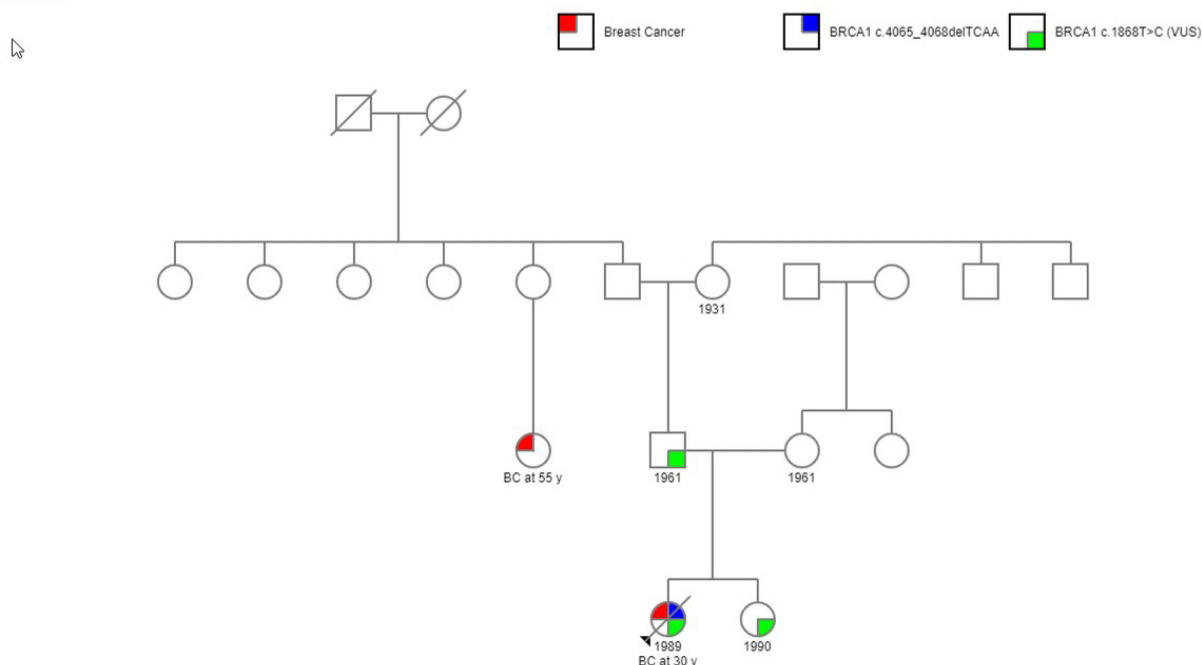 Breast Cancer
BRCA1 c.4065_4068delTCAA
BRCA1 c.1868T>C (VUS)
1931
BC at 55 y
1961
1961
1989
BC at 30 y
1990